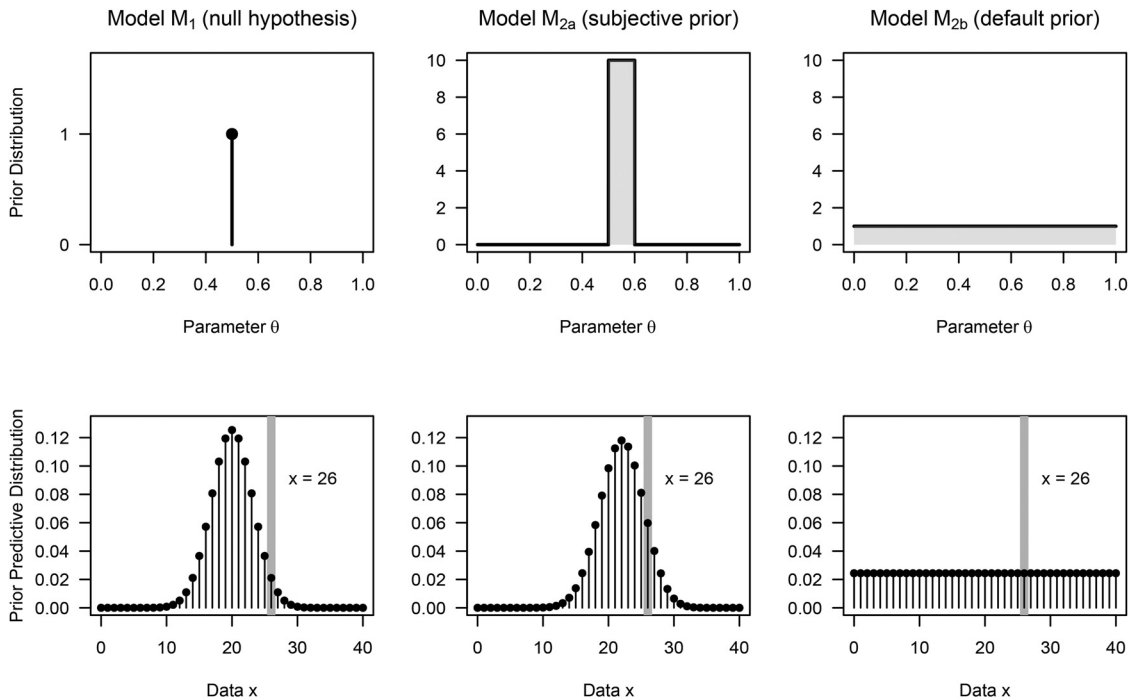 Model M₁ (null hypothesis)
Model M₂ₐ (subjective prior)
Model M₂b (default prior)
Prior Distribution
1
0
0.0 0.2 0.4 0.6 0.8 1.0
Parameter θ
10
8
6
4
2
0
0.0 0.2 0.4 0.6 0.8 1.0
Parameter θ
10
8
6
4
2
0
0.0 0.2 0.4 0.6 0.8 1.0
Parameter θ
Prior Predictive Distribution
0.12
0.10
0.08
0.06
0.04
0.02
0.00
x = 26
0 10 20 30 40
Data x
0.12
0.10
0.08
0.06
0.04
0.02
0.00
x = 26
0 10 20 30 40
Data x
0.12
0.10
0.08
0.06
0.04
0.02
0.00
x = 26
0 10 20 30 40
Data x